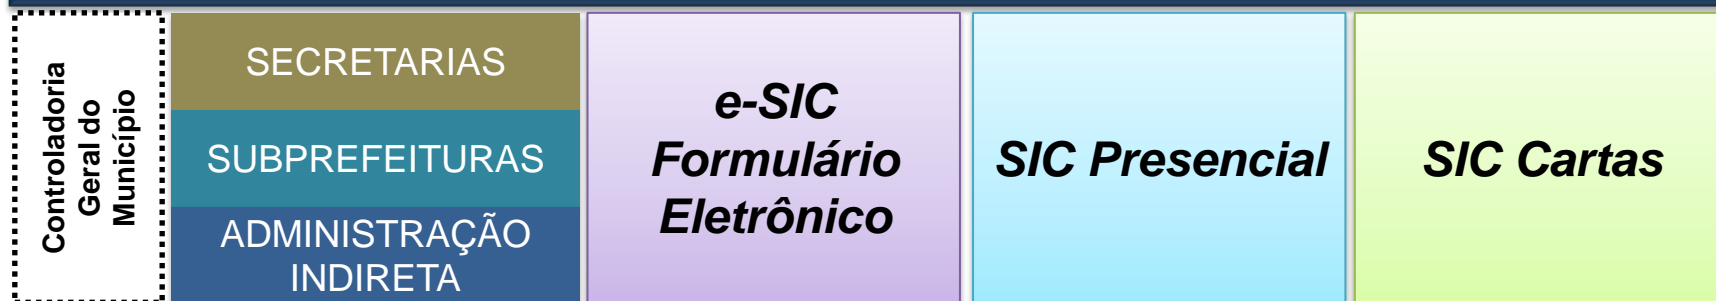 Controladoria
Geral do
Município
SECRETARIAS
SUBPREFEITURAS
ADMINISTRAÇÃO
INDIRETA
e-SIC
Formulário
Eletrônico
SIC Presencial
SIC Cartas